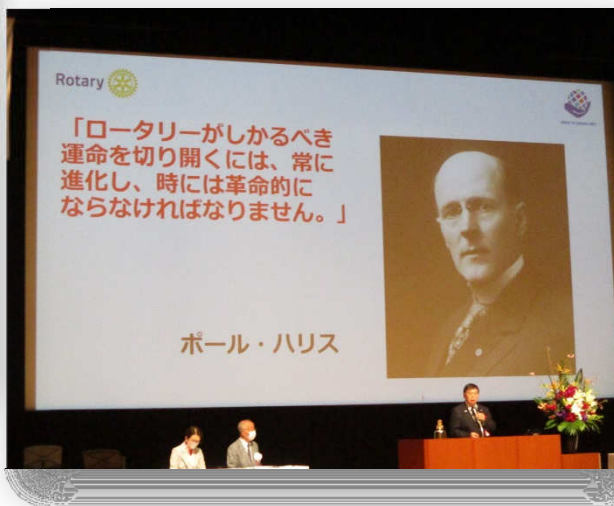 Rotary
「ロータリーがしかるべき
運命を切り開くには、常に
進化し、時には革命的に
ならなければなりません。」
ポール・ハリス